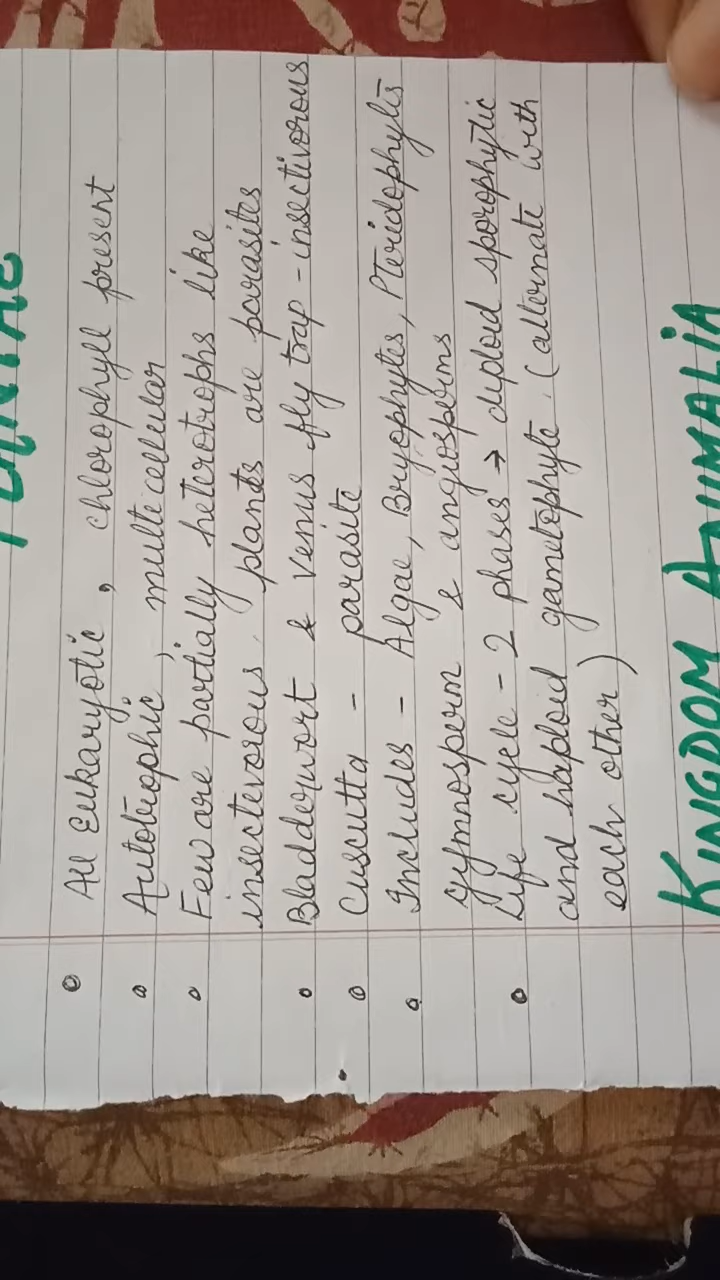 All Eukaryotic, chlorophyll present
Autotrophic, multicellular
Few are partially heterotrophs like
insectivorous. plants are parasites
Bladderwort & Venus fly trap - insectivorous
Cuscutta - parasite
Includes - Algae, Bryophytes, Pteridophytes
gymnosperm & angiosperms
Life cycle - 2 phases → diploid sporophytic
and haploid gametophyte. (alternate with
each other)
KINGDOM ANIMALIA